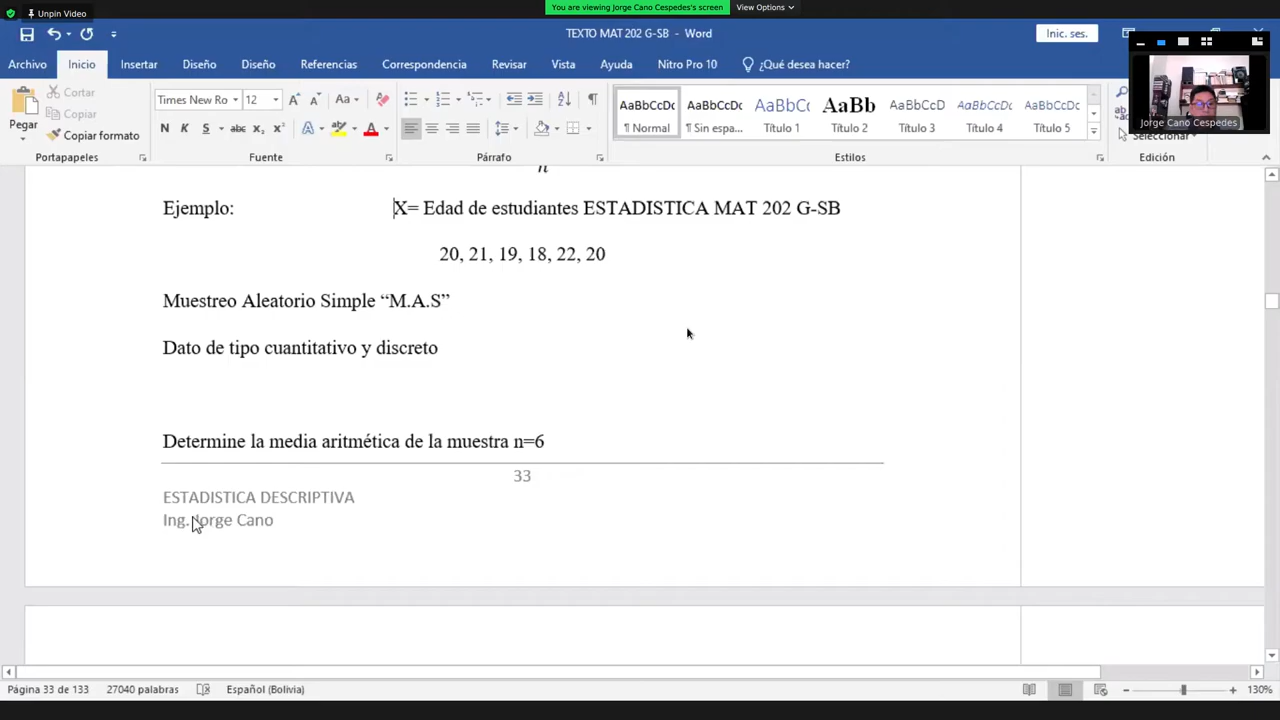 Unpin Video
You are viewing Jorge Cano Cespedes's screen
View Options
TEXTO MAT 202 G-SB - Word
Inic. ses.
Archivo
Inicio
Insertar
Diseño
Diseño
Referencias
Correspondencia
Revisar
Vista
Ayuda
Nitro Pro 10
¿Qué desea hacer?
Jorge Cano Cespedes
Pegar
Cortar
Copiar
Copiar formato
Portapapeles
Times New Ro
12
Aa
N K S abc x₂ x²
Fuente
Párrafo
AaBbCcDc AaBbCcDc AaBbCc AaBb AaBbCcD AaBbCcD AaBbCcDc
¶ Normal ¶ Sin espa... Título 1 Título 2 Título 3 Título 4 Título 5
Estilos
Seleccionar
Edición
n
Ejemplo: X= Edad de estudiantes ESTADISTICA MAT 202 G-SB
20, 21, 19, 18, 22, 20
Muestreo Aleatorio Simple “M.A.S”
Dato de tipo cuantitativo y discreto
Determine la media aritmética de la muestra n=6
33
ESTADISTICA DESCRIPTIVA
Ing. Jorge Cano
Página 33 de 133 27040 palabras Español (Bolivia) 130%